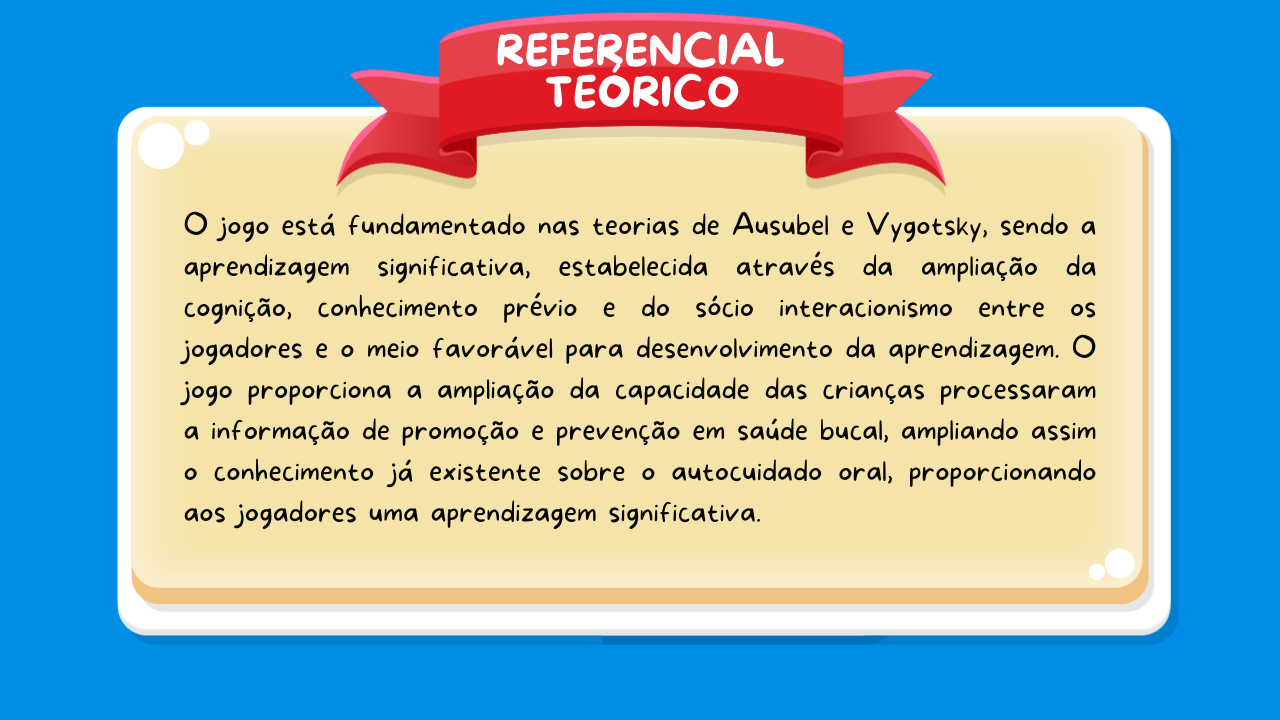 REFERENCIAL
TEÓRICO
O jogo está fundamentado nas teorias de Ausubel e Vygotsky, sendo a
aprendizagem significativa, estabelecida através da ampliação da
cognição, conhecimento prévio e do sócio interacionismo entre os
jogadores e o meio favorável para desenvolvimento da aprendizagem. O
jogo proporciona a ampliação da capacidade das crianças processaram
a informação de promoção e prevenção em saúde bucal, ampliando assim
o conhecimento já existente sobre o autocuidado oral, proporcionando
aos jogadores uma aprendizagem significativa.